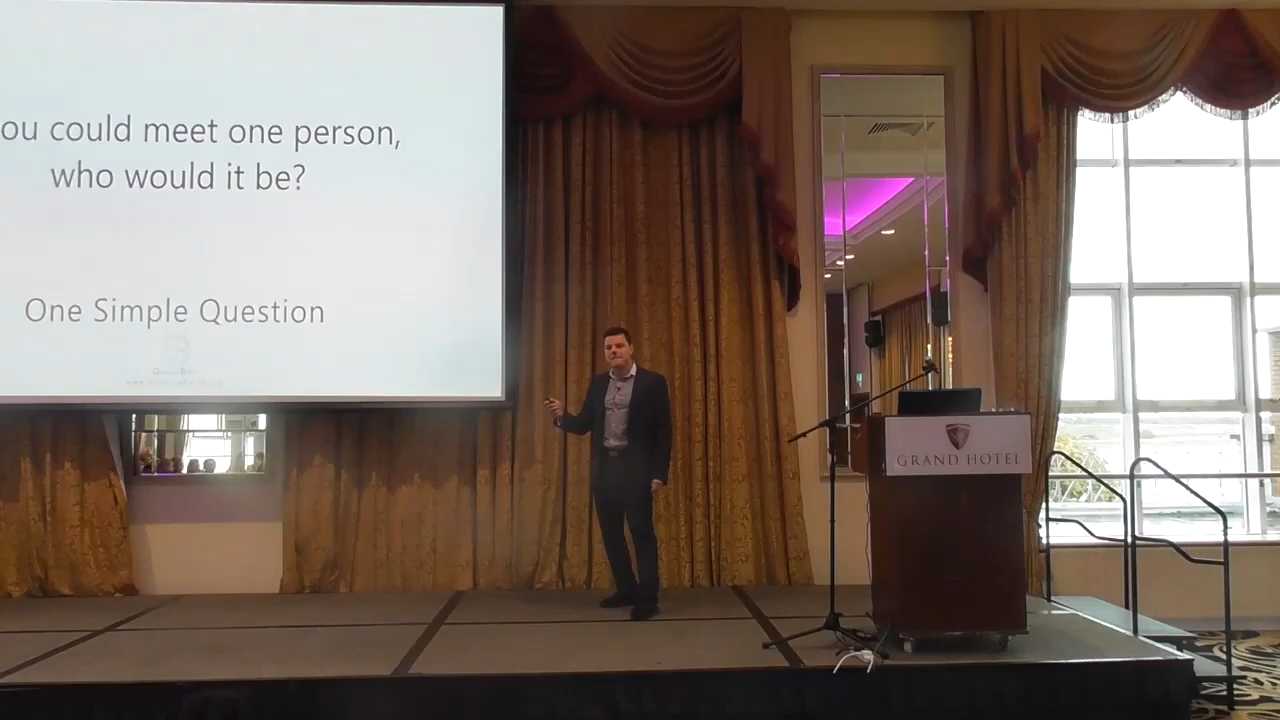 ou could meet one person,
who would it be?
One Simple Question
GRAND HOTEL